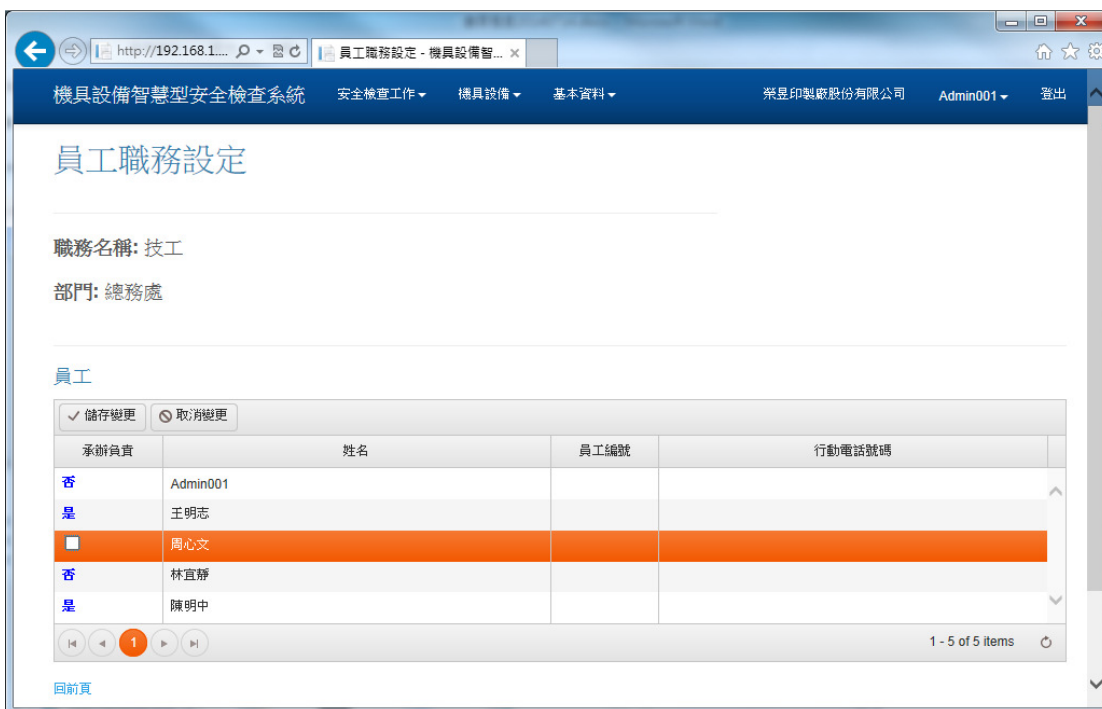 http://192.168.1.... 員工職務設定 - 機具設備智...
機具設備智慧型安全檢查系統 安全檢查工作 機具設備 基本資料 榮昱印製廠股份有限公司 Admin001 登出
員工職務設定
職務名稱: 技工
部門: 總務處
員工
儲存變更 取消變更
承辦負責 姓名 員工編號 行動電話號碼
否 Admin001
是 王明志
周心文
否 林宜靜
是 陳明中
1 1 - 5 of 5 items
回前頁